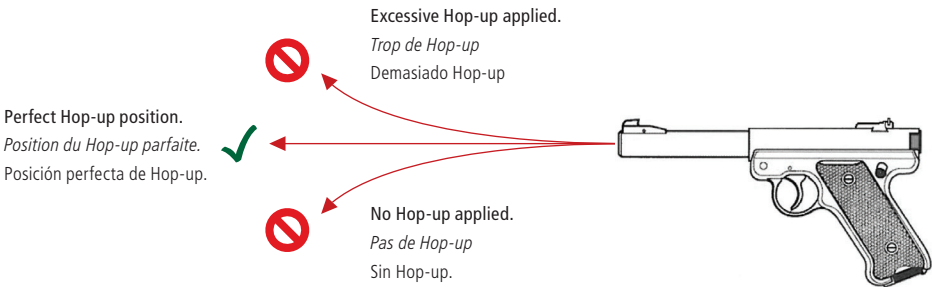 Excessive Hop-up applied.
Trop de Hop-up
Demasiado Hop-up
Perfect Hop-up position.
Position du Hop-up parfaite.
Posición perfecta de Hop-up.
No Hop-up applied.
Pas de Hop-up
Sin Hop-up.